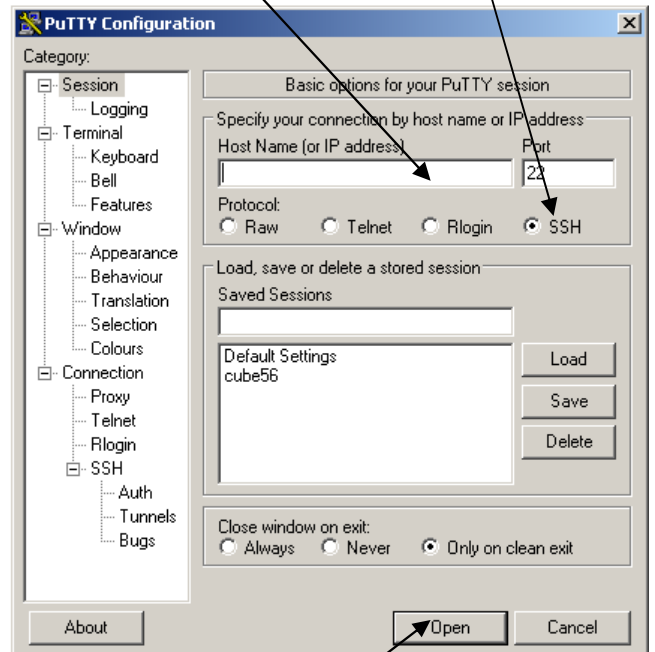 PuTTY Configuration
Category:
Session
Logging
Terminal
Keyboard
Bell
Features
Window
Appearance
Behaviour
Translation
Selection
Colours
Connection
Proxy
Telnet
Rlogin
SSH
Auth
Tunnels
Bugs
Basic options for your PuTTY session
Specify your connection by host name or IP address
Host Name (or IP address) Port
22
Protocol:
Raw Telnet Rlogin SSH
Load, save or delete a stored session
Saved Sessions
Default Settings
cube56
Load
Save
Delete
Close window on exit:
Always Never Only on clean exit
About Open Cancel